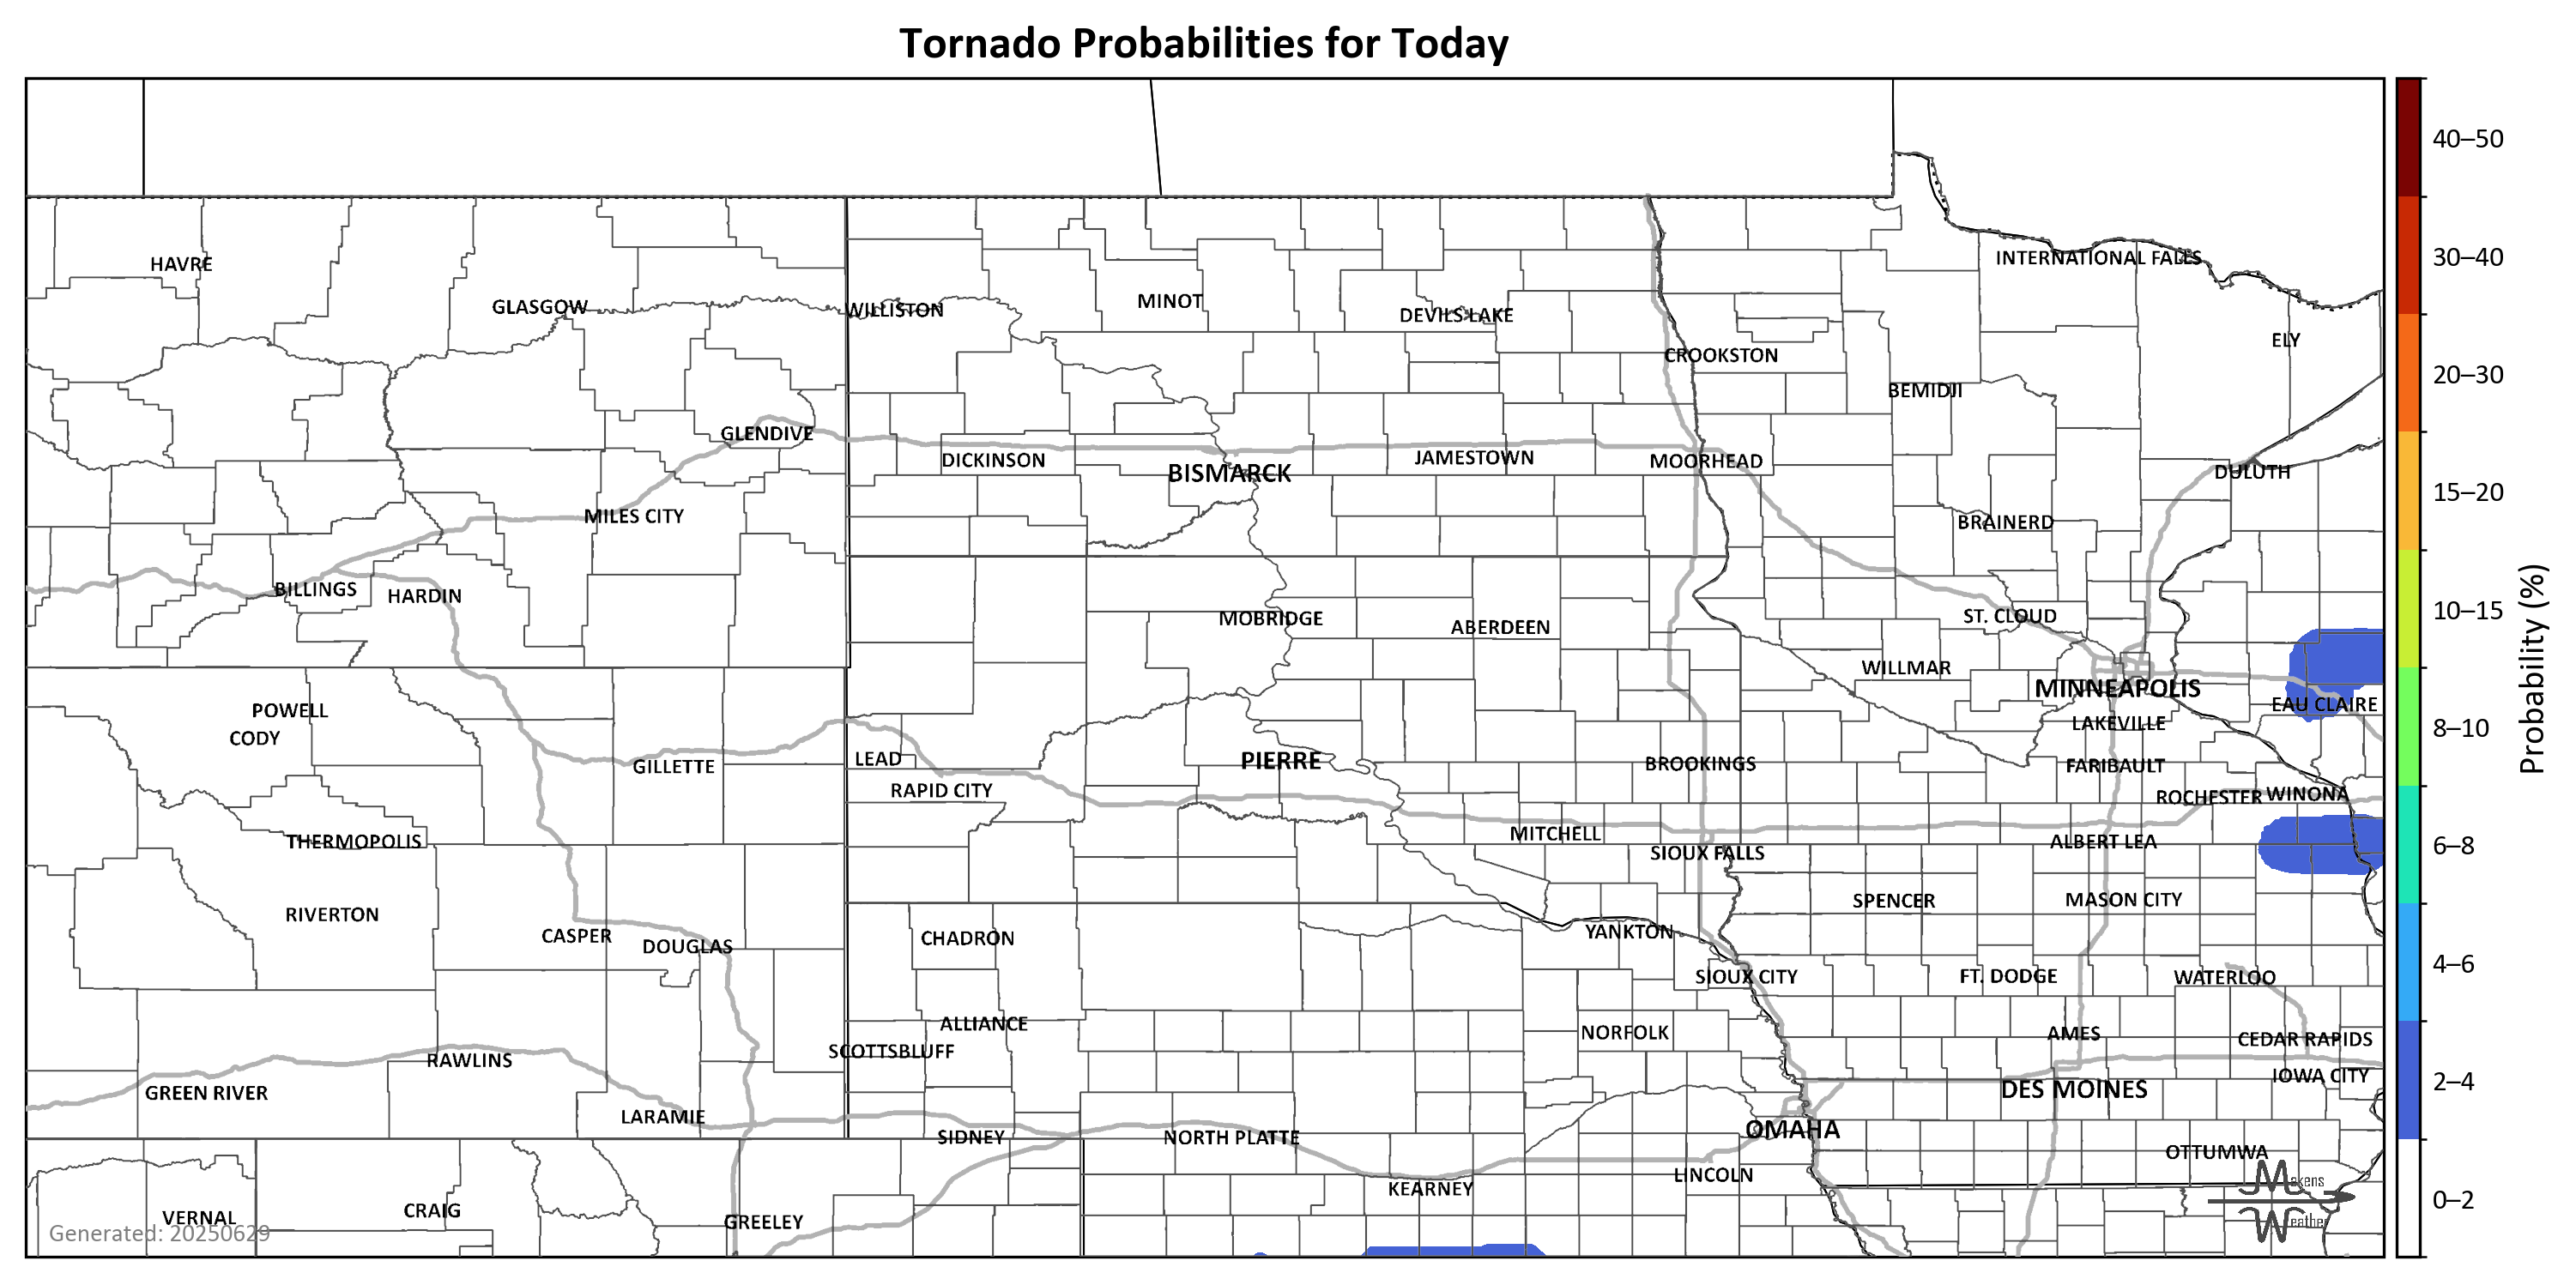 Tornado Probabilities for Today
HAVRE
INTERNATIONAL FALLS
GLASGOW
WILLISTON
MINOT
DEVILS LAKE
ELY
CROOKSTON
BEMIDJI
GLENDIVE
DICKINSON
BISMARCK
JAMESTOWN
MOORHEAD
DULUTH
MILES CITY
BRAINERD
BILLINGS
HARDIN
MOBRIDGE
ABERDEEN
ST. CLOUD
WILLMAR
MINNEAPOLIS
EAU CLAIRE
POWELL
CODY
LAKEVILLE
GILLETTE
LEAD
PIERRE
BROOKINGS
FARIBAULT
RAPID CITY
ROCHESTER
WINONA
THERMOPOLIS
MITCHELL
ALBERT LEA
SIOUX FALLS
RIVERTON
SPENCER
MASON CITY
CASPER
DOUGLAS
CHADRON
YANKTON
SIOUX CITY
FT. DODGE
WATERLOO
ALLIANCE
NORFOLK
AMES
CEDAR RAPIDS
SCOTTSBLUFF
RAWLINS
GREEN RIVER
DES MOINES
IOWA CITY
LARAMIE
SIDNEY
NORTH PLATTE
OMAHA
OTTUMWA
LINCOLN
KEARNEY
VERNAL
CRAIG
GREELEY
Generated: 20250629
Makens
Weather
40–50
30–40
20–30
15–20
10–15
8–10
6–8
4–6
2–4
0–2
Probability (%)